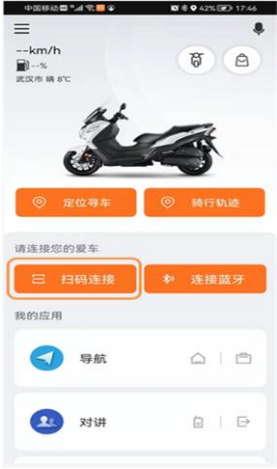 中国移动 42% 17:46
--km/h
--%
武汉市 晴 8℃
定位寻车 骑行轨迹
请连接您的爱车
扫码连接 连接蓝牙
我的应用
导航
对讲